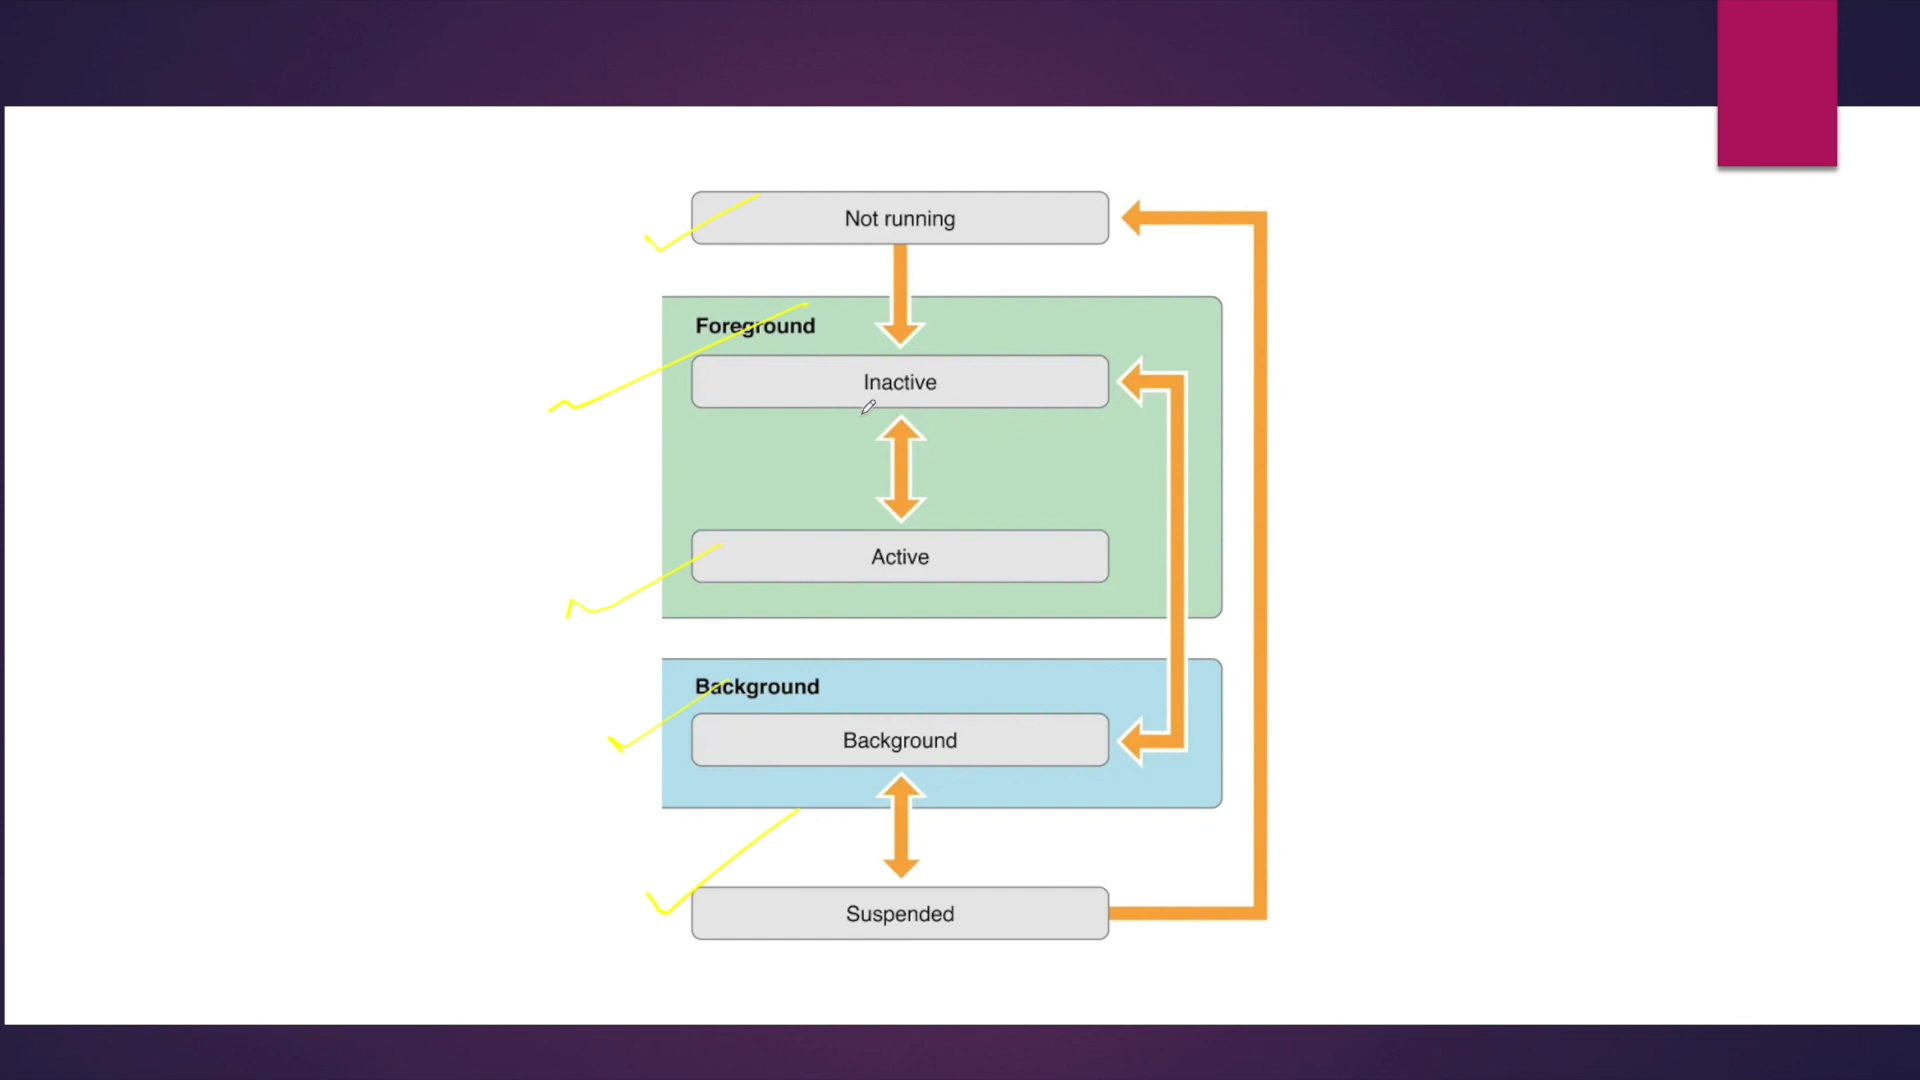 Not running
Foreground
Inactive
Active
Background
Background
Suspended